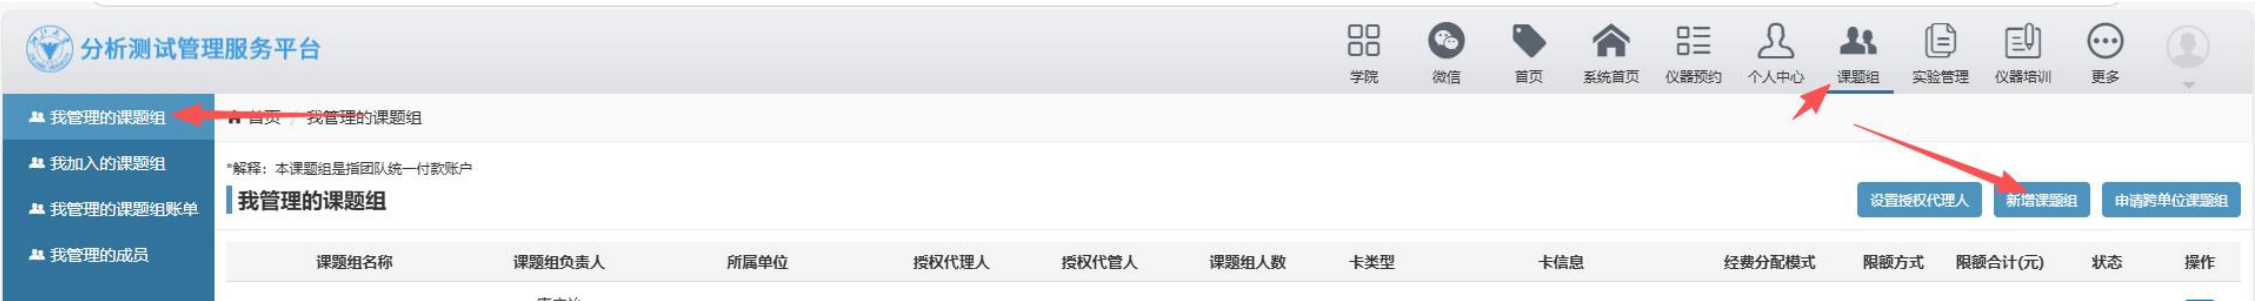 分析测试管理服务平台
学院 微信 首页 系统首页 仪器预约 个人中心 课题组 实验管理 仪器培训 更多
我管理的课题组
首页 / 我管理的课题组
我加入的课题组
*解释：本课题组是指团队统一付款账户
我管理的课题组账单
我管理的课题组
设置授权代理人 新增课题组 申请跨单位课题组
我管理的成员
课题组名称 课题组负责人 所属单位 授权代理人 授权代管人 课题组人数 卡类型 卡信息 经费分配模式 限额方式 限额合计(元) 状态 操作